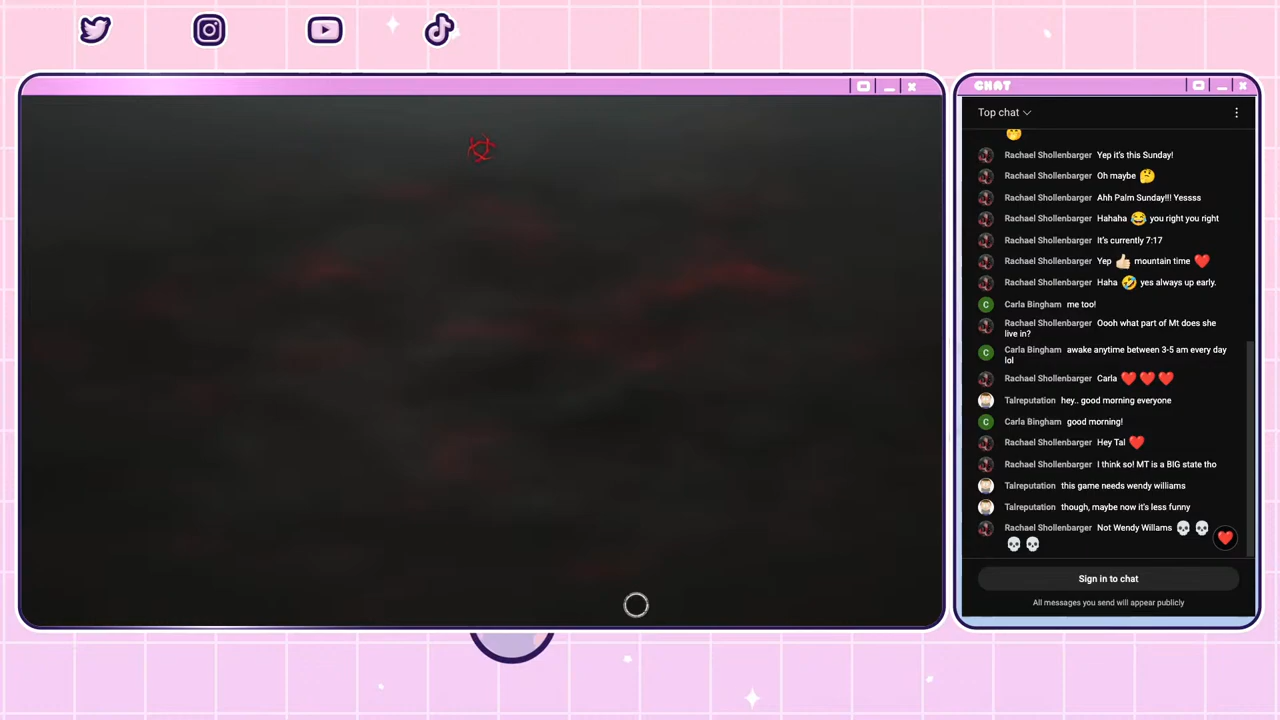 CHAT
Top chat
Rachael Shollenbarger Yep it's this Sunday!
Rachael Shollenbarger Oh maybe 🤔
Rachael Shollenbarger Ahh Palm Sunday!!! Yessss
Rachael Shollenbarger Hahaha 😂 you right you right
Rachael Shollenbarger It's currently 7:17
Rachael Shollenbarger Yep 👍🏻 mountain time ❤️
Rachael Shollenbarger Haha 🤣 yes always up early.
C Carla Bingham me too!
Rachael Shollenbarger Oooh what part of Mt does she
live in?
C Carla Bingham awake anytime between 3-5 am every day
lol
Rachael Shollenbarger Carla ❤️ ❤️ ❤️
Talreputation hey.. good morning everyone
C Carla Bingham good morning!
Rachael Shollenbarger Hey Tal ❤️
Rachael Shollenbarger I think so! MT is a BIG state tho
Talreputation this game needs wendy williams
Talreputation though, maybe now it's less funny
Rachael Shollenbarger Not Wendy Willams 💀 💀
💀 💀
Sign in to chat
All messages you send will appear publicly